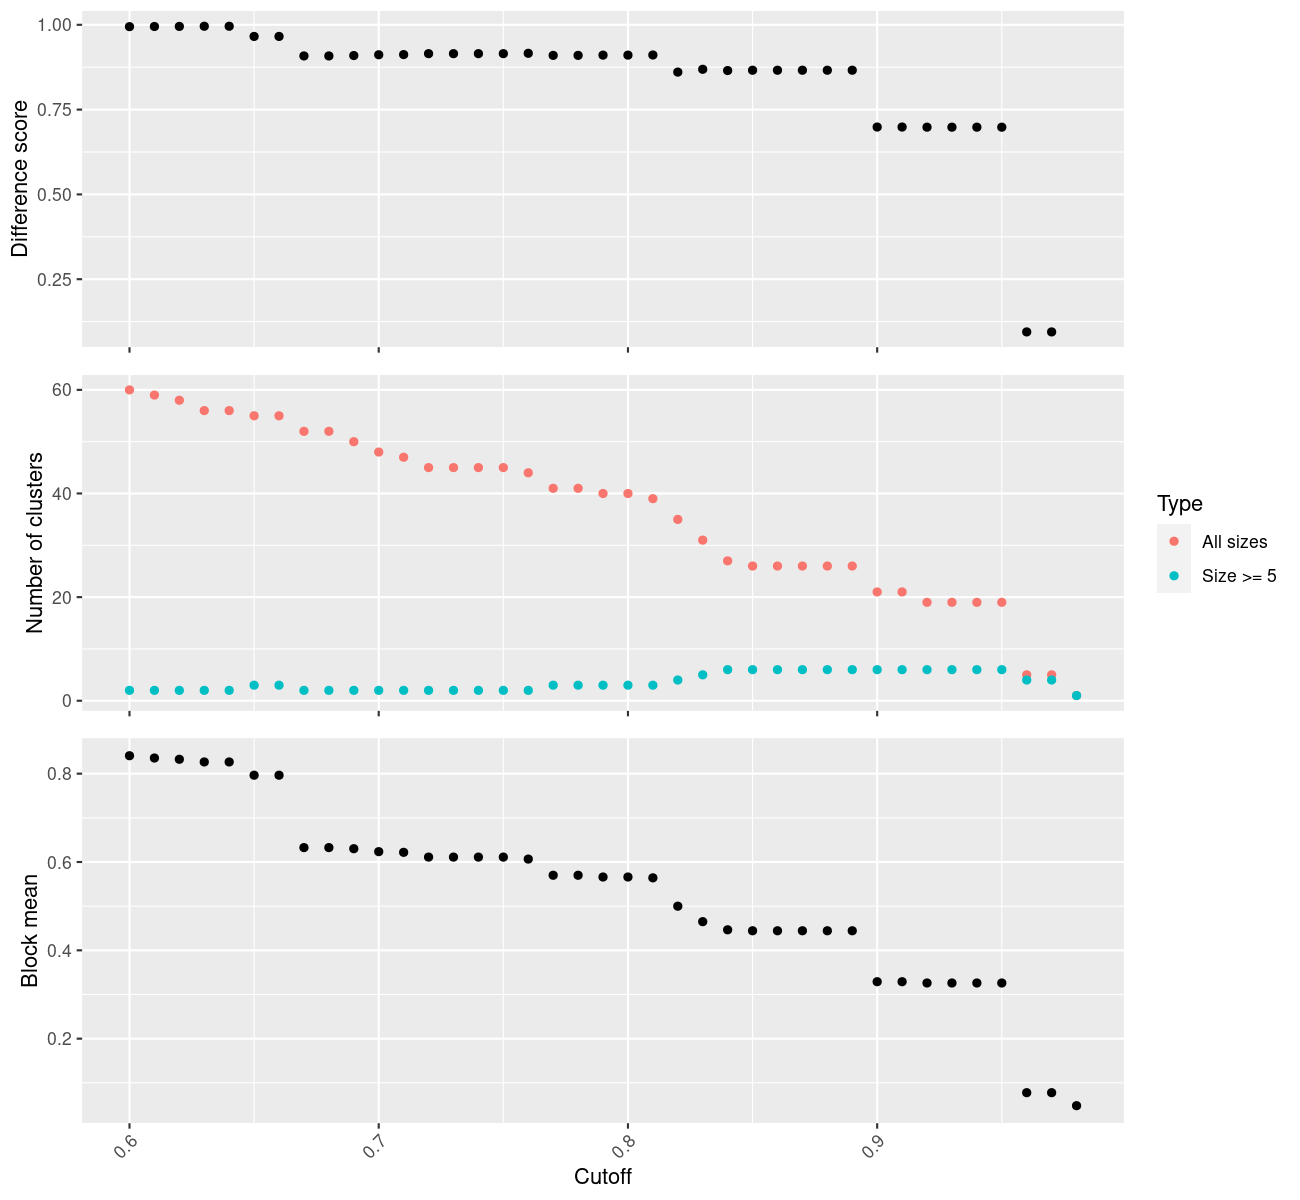 1.00
0.75
0.50
0.25
Difference score
60
40
20
0
Number of clusters
Type
All sizes
Size >= 5
0.8
0.6
0.4
0.2
Block mean
0.6 0.7 0.8 0.9
Cutoff